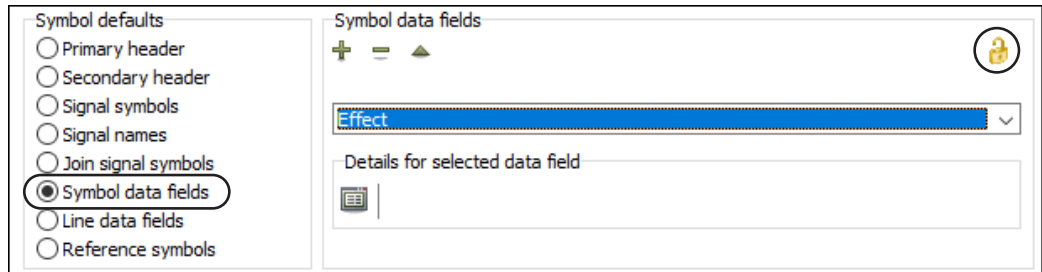 Symbol defaults
Primary header
Secondary header
Signal symbols
Signal names
Join signal symbols
Symbol data fields
Line data fields
Reference symbols
Symbol data fields
Effect
Details for selected data field